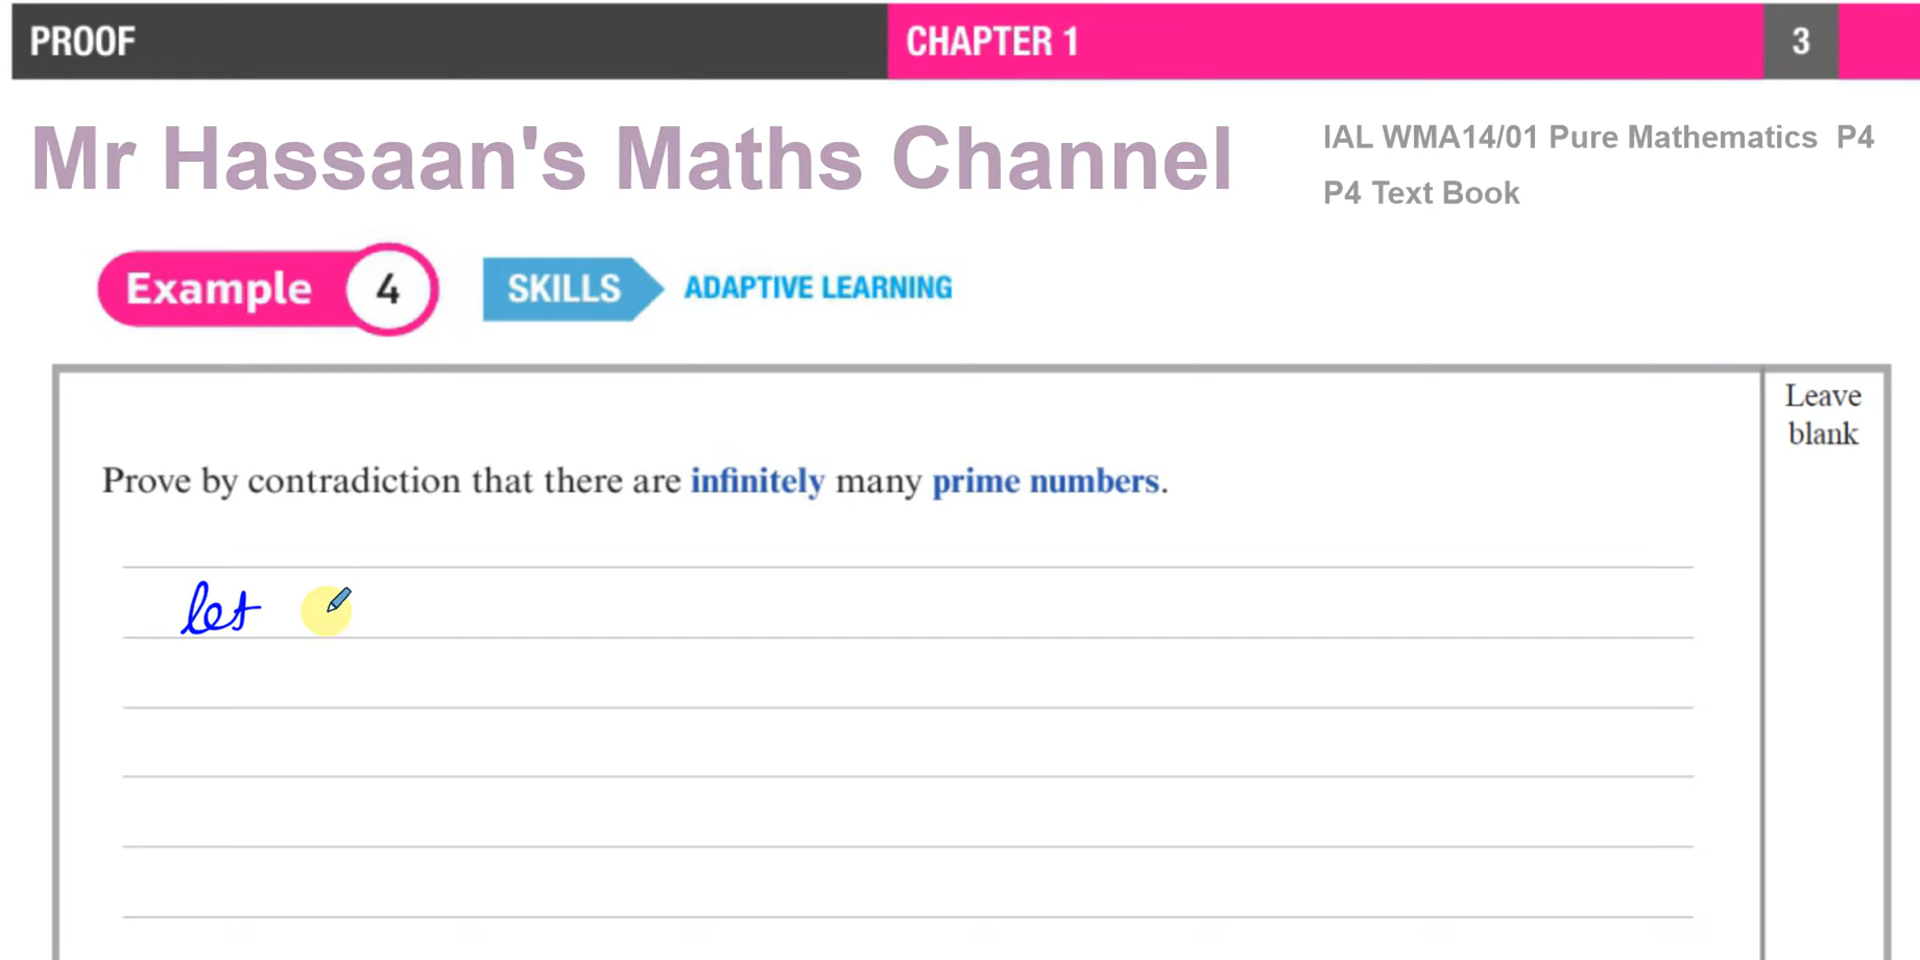 PROOF CHAPTER 1 3
Mr Hassaan's Maths Channel
IAL WMA14/01 Pure Mathematics P4
P4 Text Book
Example 4 SKILLS ADAPTIVE LEARNING
Leave
blank
Prove by contradiction that there are infinitely many prime numbers.
let